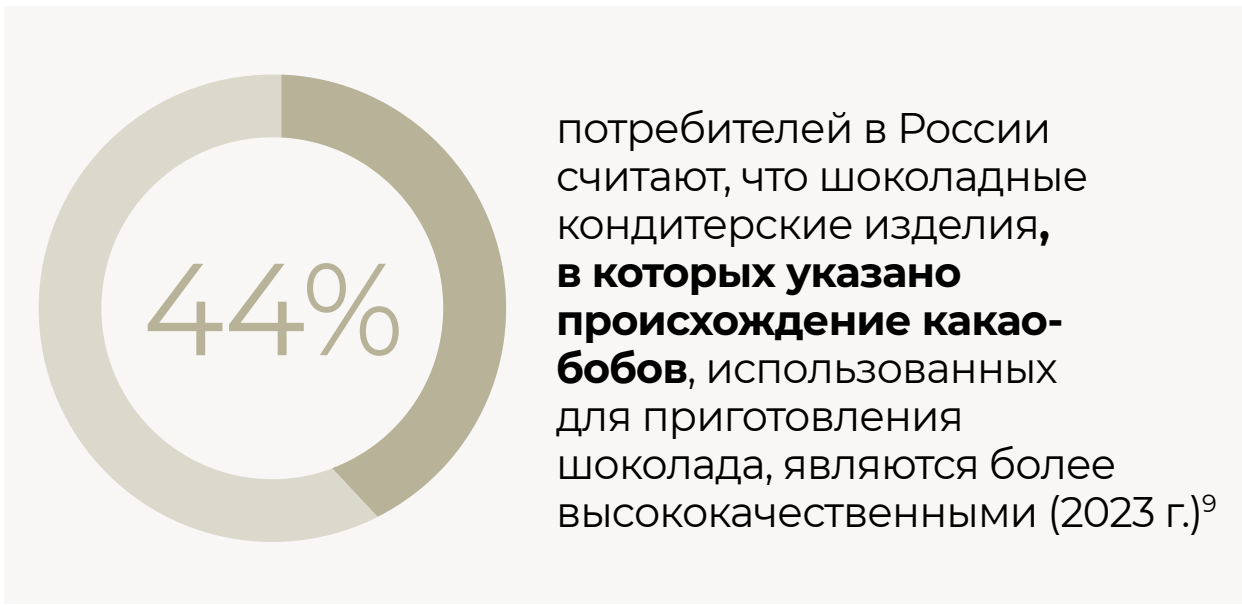 44%
потребителей в России
считают, что шоколадные
кондитерские изделия,
в которых указано
происхождение какао-
бобов, использованных
для приготовления
шоколада, являются более
высококачественными (2023 г.)⁹